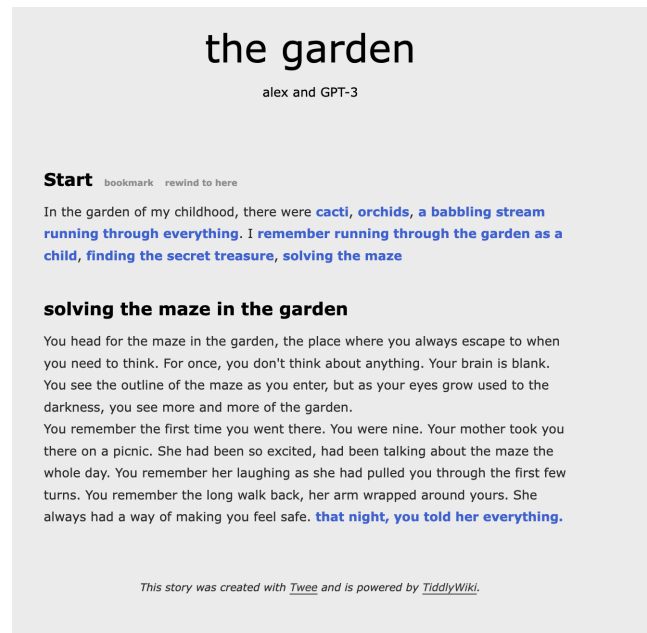 the garden
alex and GPT-3
Start bookmark rewind to here
In the garden of my childhood, there were cacti, orchids, a babbling stream
running through everything. I remember running through the garden as a
child, finding the secret treasure, solving the maze
solving the maze in the garden
You head for the maze in the garden, the place where you always escape to when
you need to think. For once, you don't think about anything. Your brain is blank.
You see the outline of the maze as you enter, but as your eyes grow used to the
darkness, you see more and more of the garden.
You remember the first time you went there. You were nine. Your mother took you
there on a picnic. She had been so excited, had been talking about the maze the
whole day. You remember her laughing as she had pulled you through the first few
turns. You remember the long walk back, her arm wrapped around yours. She
always had a way of making you feel safe. that night, you told her everything.
This story was created with Twee and is powered by TiddlyWiki.